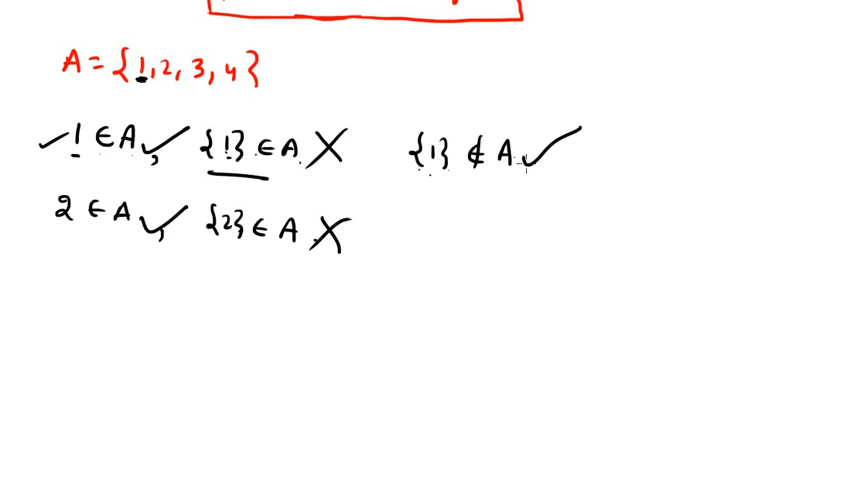 A = {1, 2, 3, 4}
✓ 1 ∈ A, ✓ {1} ∈ A. ✗ {1} ∉ A ✓
2 ∈ A, ✓ {2} ∈ A ✗